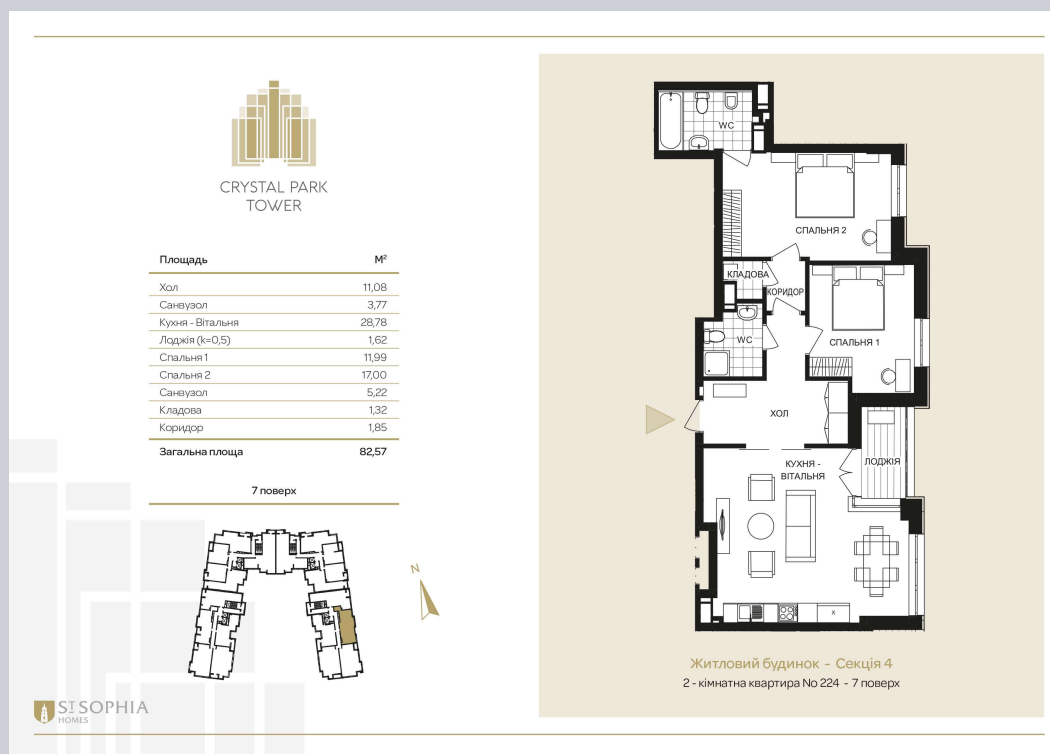 CRYSTAL PARK
TOWER
Площадь M²
Хол 11,08
Санвузол 3,77
Кухня - Вітальня 28,78
Лоджія (k=0,5) 1,62
Спальня 1 11,99
Спальня 2 17,00
Санвузол 5,22
Кладова 1,32
Коридор 1,85
Загальна площа 82,57
7 поверх
N
ST SOPHIA
HOMES
WC
СПАЛЬНЯ 2
КЛАДОВА
КОРИДОР
WC
СПАЛЬНЯ 1
ХОЛ
КУХНЯ -
ВІТАЛЬНЯ
ЛОДЖІЯ
x
Житловий будинок - Секція 4
2 - кімнатна квартира No 224 - 7 поверх